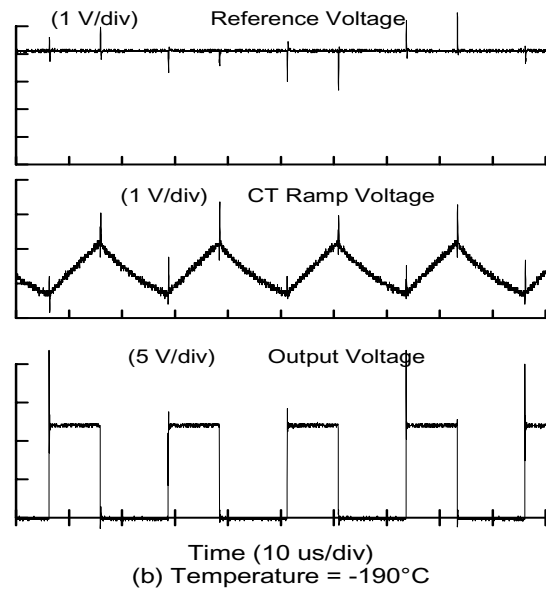 (1 V/div) Reference Voltage
(1 V/div) CT Ramp Voltage
(5 V/div) Output Voltage
Time (10 us/div)
(b) Temperature = -190°C